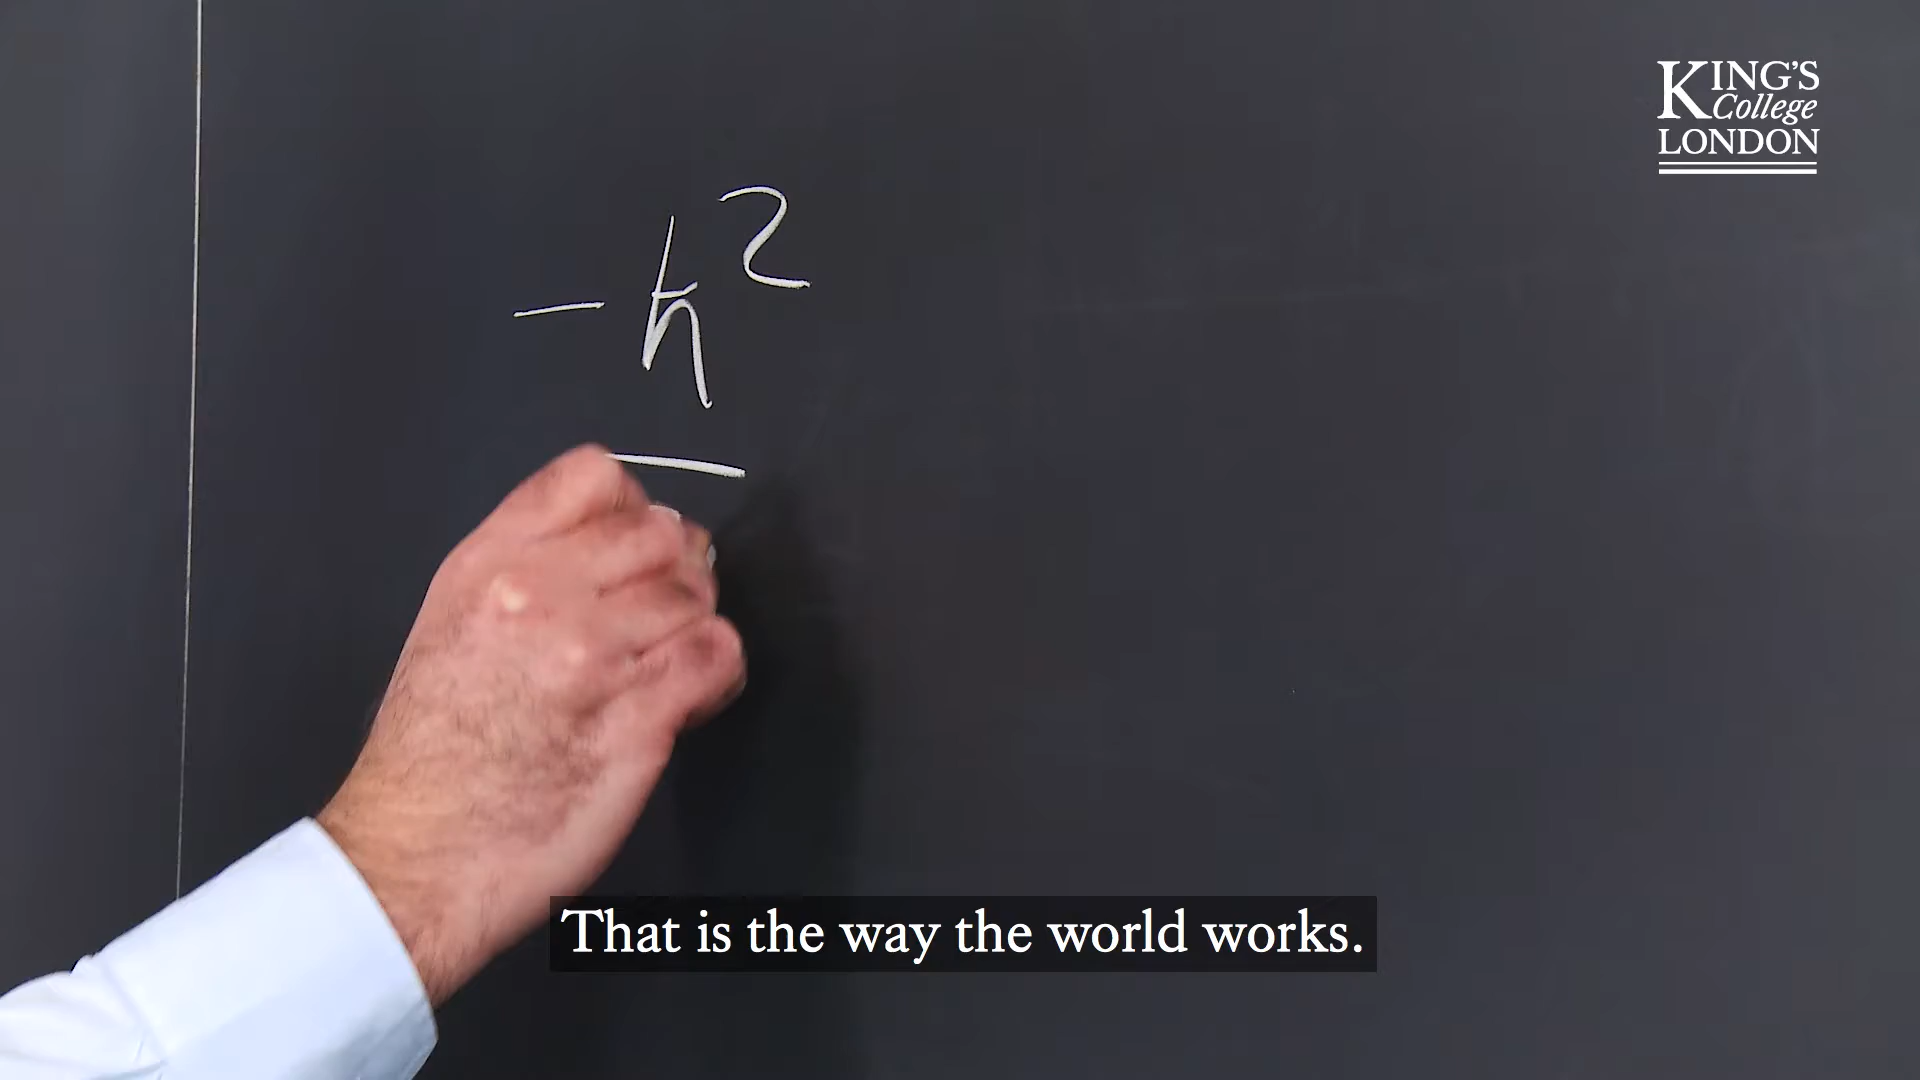 KING'S
College
LONDON
-ħ²
That is the way the world works.